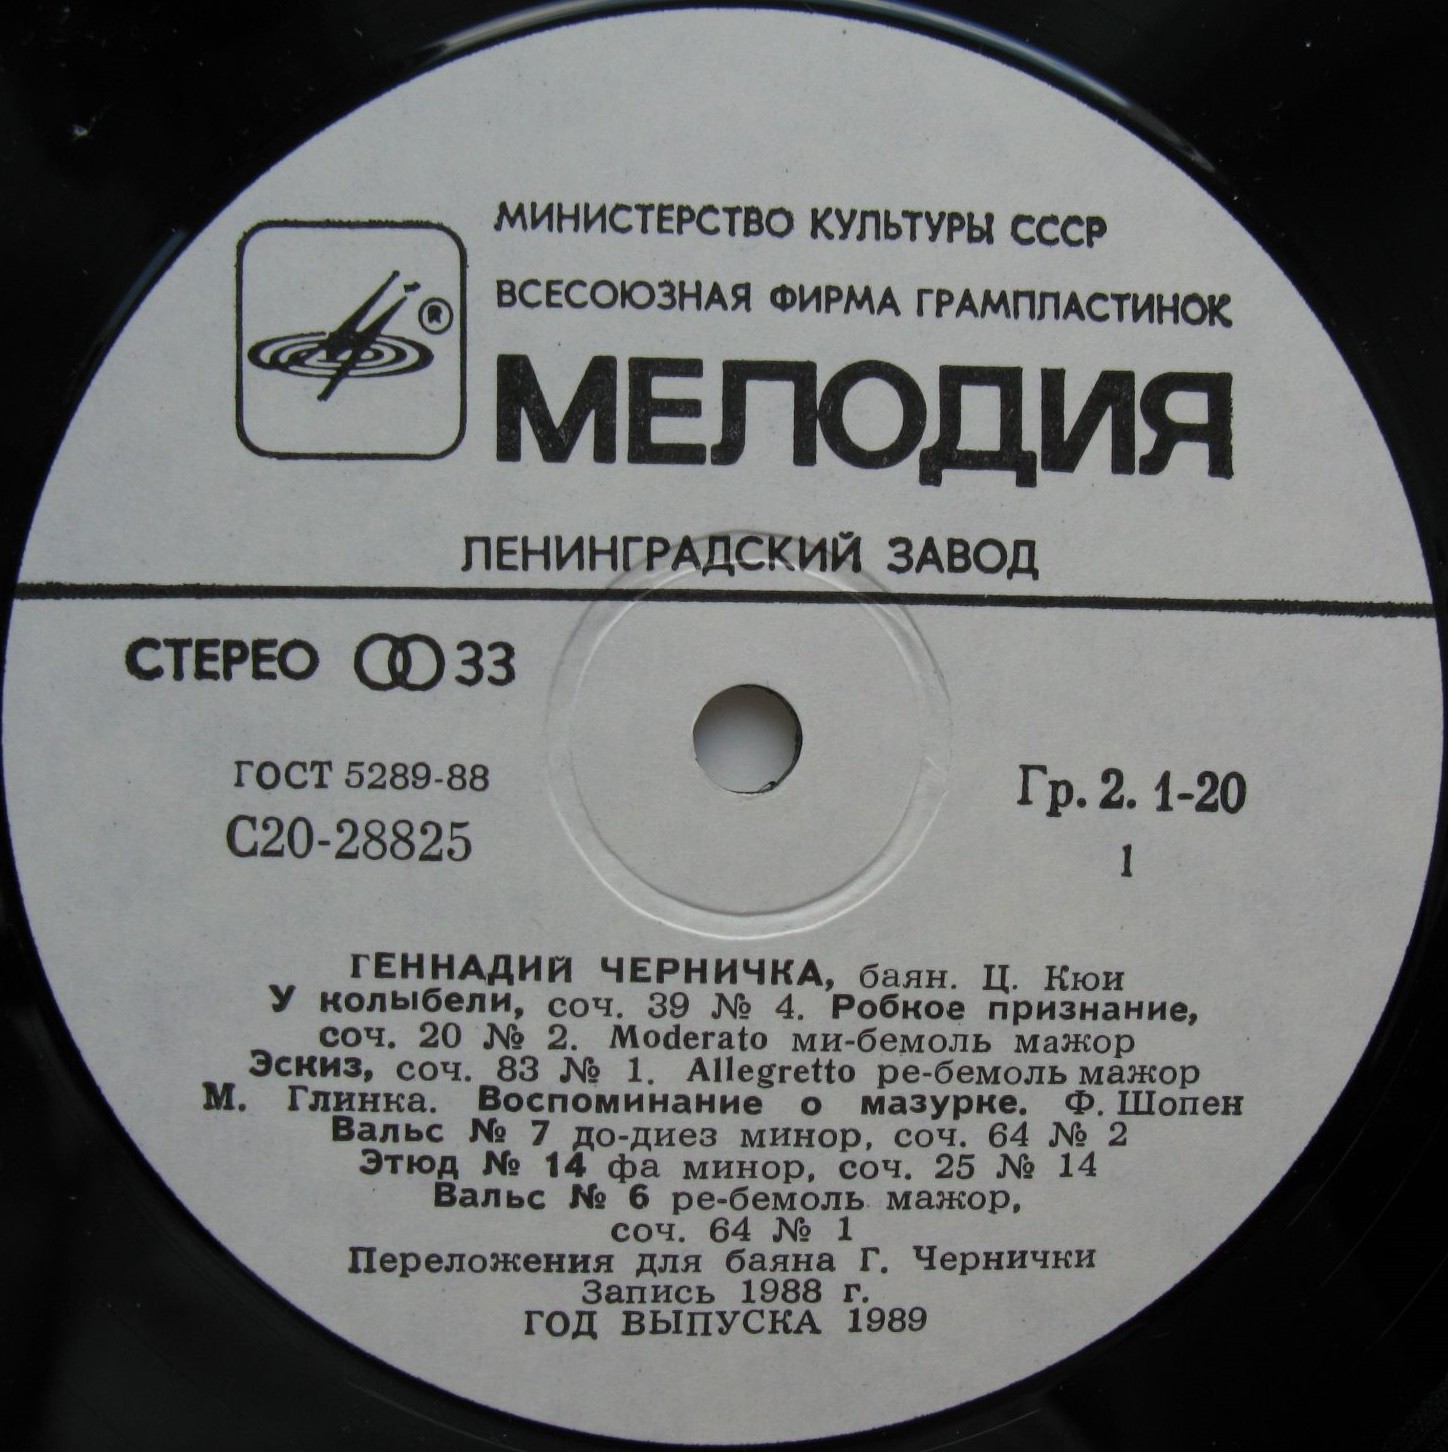 МИНИСТЕРСТВО КУЛЬТУРЫ СССР
ВСЕСОЮЗНАЯ ФИРМА ГРАМПЛАСТИНОК
®
МЕЛОДИЯ
ЛЕНИНГРАДСКИЙ ЗАВОД
СТЕРЕО 33
ГОСТ 5289-88
С20-28825
Гр. 2. 1-20
1
ГЕННАДИЙ ЧЕРНИЧКА, баян. Ц. Кюи
У колыбели, соч. 39 № 4. Робкое признание,
соч. 20 № 2. Moderato ми-бемоль мажор
Эскиз, соч. 83 № 1. Allegretto ре-бемоль мажор
М. Глинка. Воспоминание о мазурке. Ф. Шопен
Вальс № 7 до-диез минор, соч. 64 № 2
Этюд № 14 фа минор, соч. 25 № 14
Вальс № 6 ре-бемоль мажор,
соч. 64 № 1
Переложения для баяна Г. Чернички
Запись 1988 г.
ГОД ВЫПУСКА 1989